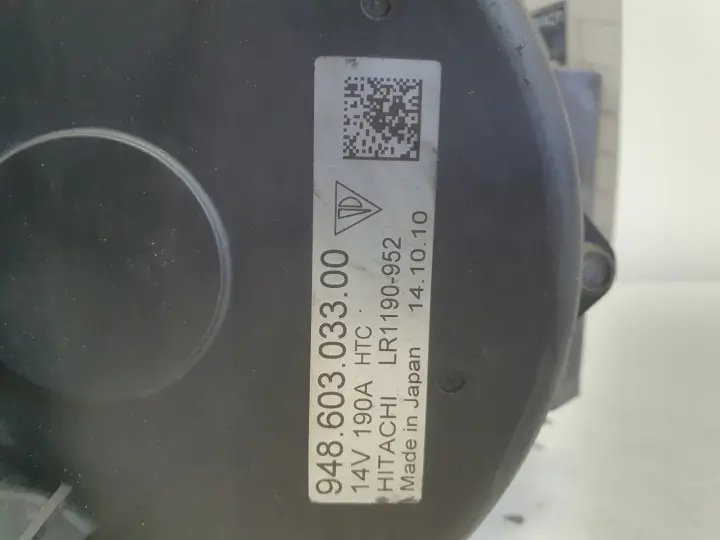 948.603.033.00
14V 190A HTC
HITACHI LR1190-952
Made in Japan 14.10.10